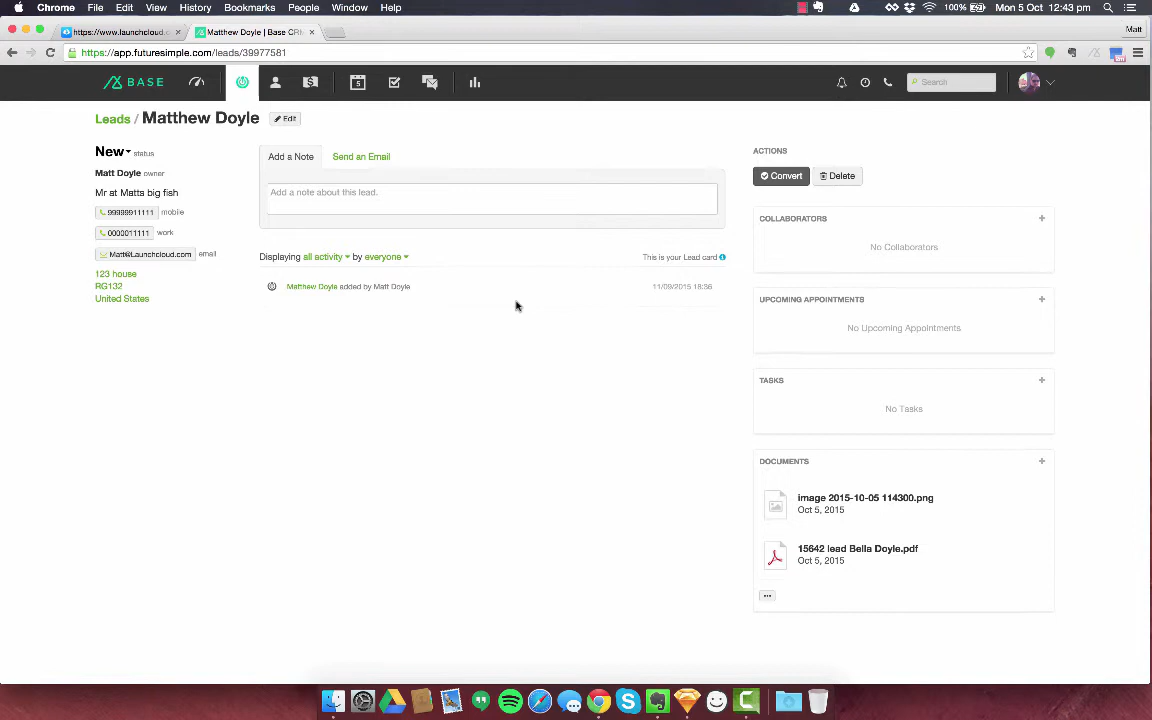 Chrome File Edit View History Bookmarks People Window Help 100% Mon 5 Oct 12:43 pm
https://www.launchcloud. Matthew Doyle | Base CRM Matt
https://app.futuresimple.com/leads/39977581
BASE 5 Search
Leads / Matthew Doyle Edit
New status
Matt Doyle owner
Mr at Matts big fish
99999911111 mobile
0000011111 work
Matt@Launchcloud.com email
123 house
RG132
United States
Add a Note Send an Email
Add a note about this lead.
Displaying all activity by everyone This is your Lead card
Matthew Doyle added by Matt Doyle 11/09/2015 18:36
ACTIONS
Convert Delete
COLLABORATORS
No Collaborators
UPCOMING APPOINTMENTS
No Upcoming Appointments
TASKS
No Tasks
DOCUMENTS
image 2015-10-05 114300.png
Oct 5, 2015
15642 lead Bella Doyle.pdf
Oct 5, 2015